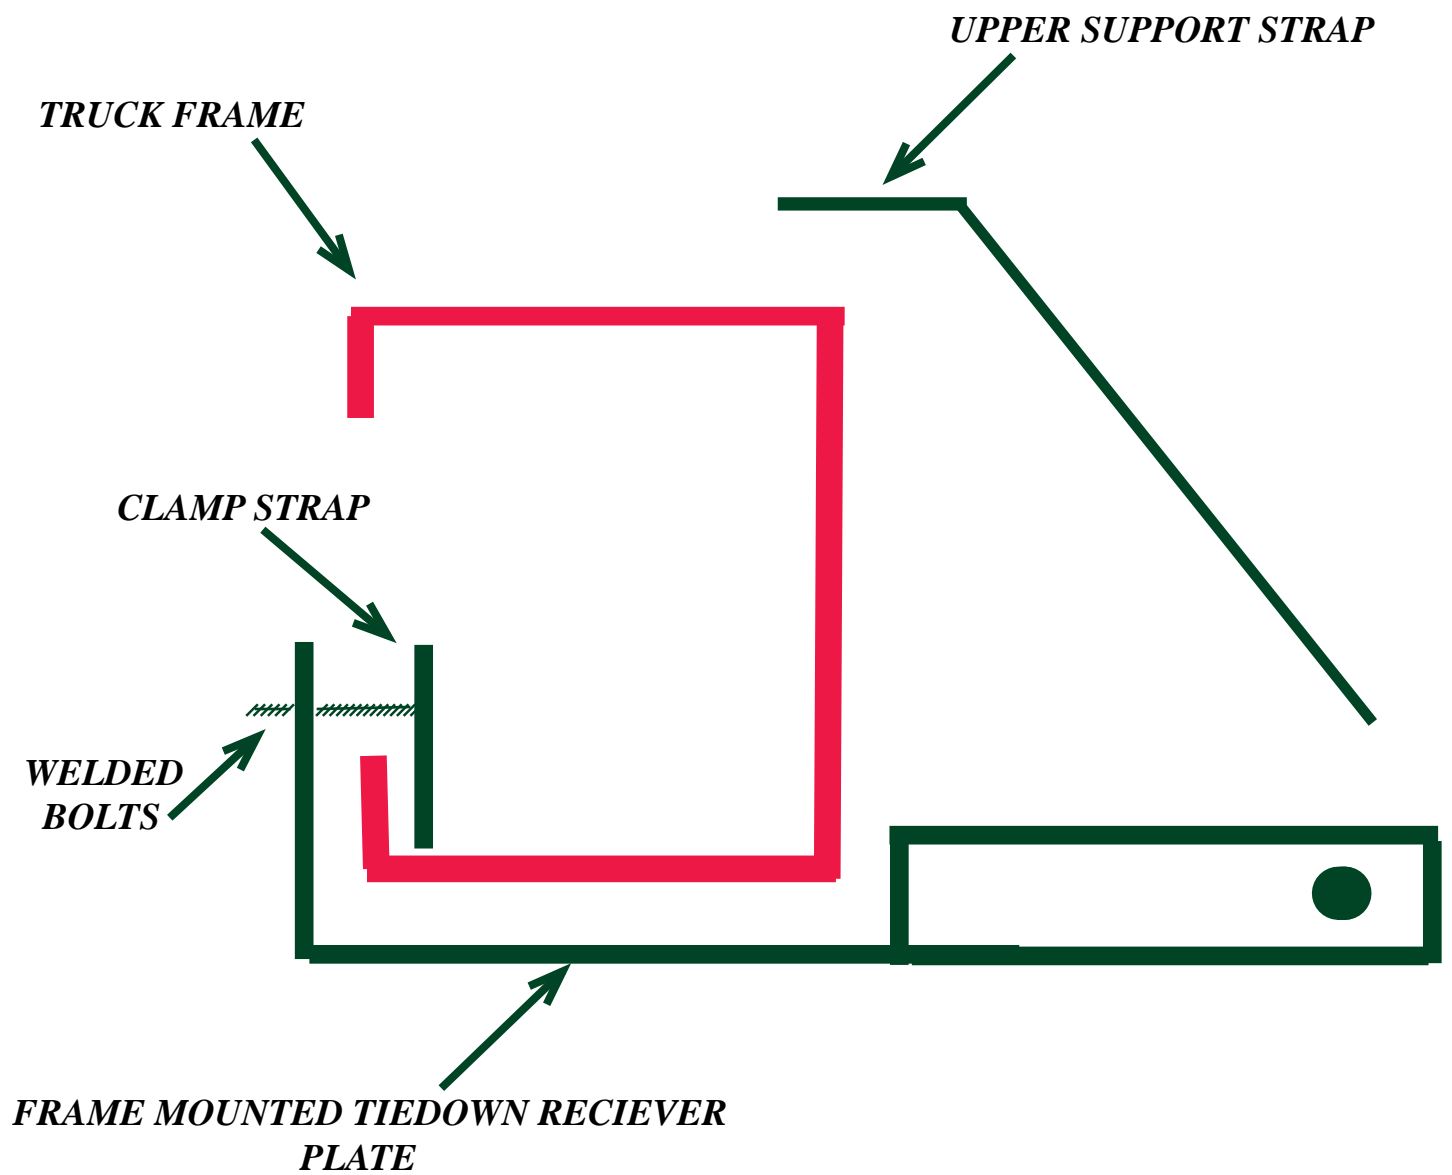 UPPER SUPPORT STRAP
TRUCK FRAME
CLAMP STRAP
WELDED
BOLTS
FRAME MOUNTED TIEDOWN RECIEVER
PLATE